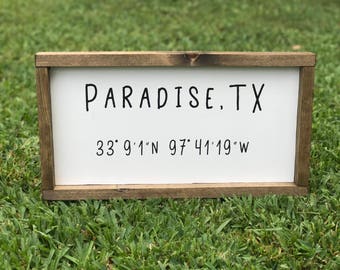 PARADISE, TX
33° 9' 1" N 97° 41' 19" W